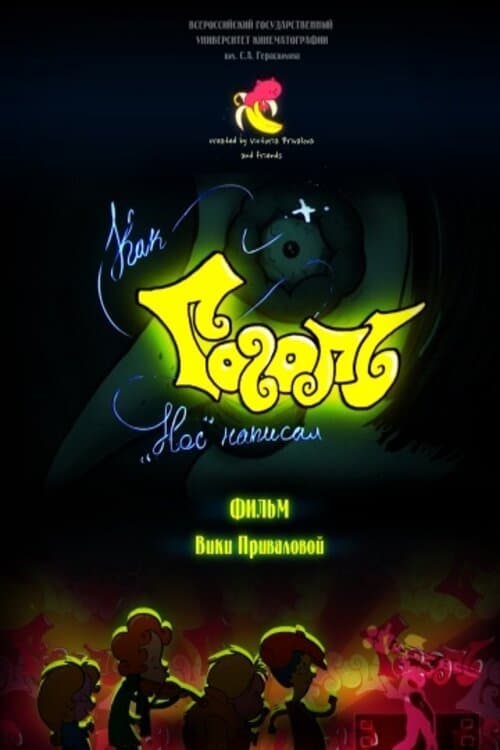 ВСЕРОССИЙСКИЙ ГОСУДАРСТВЕННЫЙ
УНИВЕРСИТЕТ КИНЕМАТОГРАФИИ
им. С.А. Герасимова
created by Victoria Privalova
and friends
Как
Гоголь
„Нос“ написал
ФИЛЬМ
Вики Приваловой